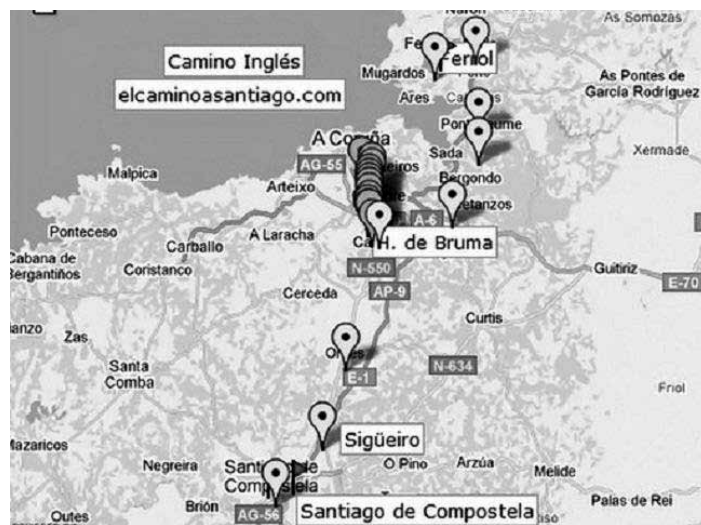 Narón
As Somozas
Camino Inglés
elcaminoasantiago.com
Ferrol
Mugardos
Ares
As Pontes de
García Rodríguez
A Coruña
Sada
Xermade
AG-55
Malpica
Arteixo
Bergondo
A-6
Ponteceso
A Laracha
Carballo
H. de Bruma
Cabana de
Bergantiños
Coristanco
N-550
Guitiriz
E-70
Cerceda
AP-9
Zas
Curtis
Santa
Comba
N-634
E-1
Friol
Sigüeiro
Mazaricos
Negreira
O Pino
Arzúa
Melide
Santiago de Compostela
Brión
Outes
AG-56
Palas de Rei